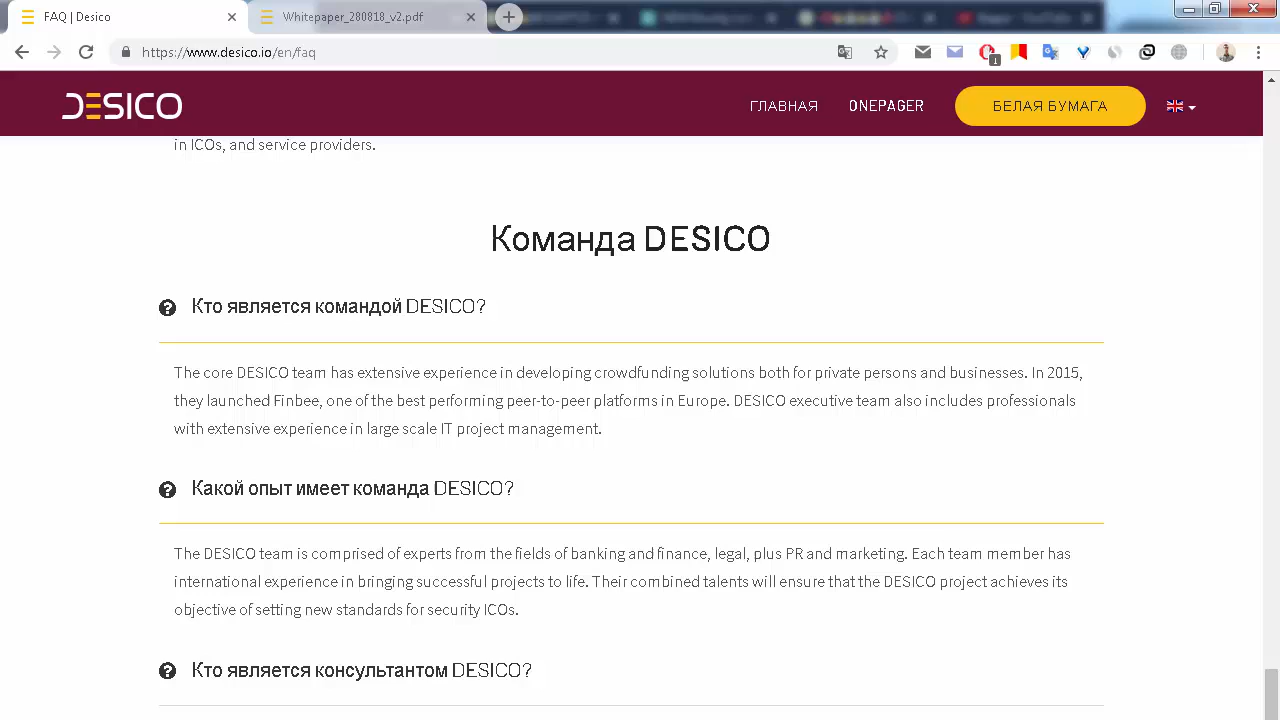 FAQ | Desico
Whitepaper_280818_v2.pdf
https://www.desico.io/en/faq
1
DESICO
ГЛАВНАЯ
ONEPAGER
БЕЛАЯ БУМАГА
in ICOs, and service providers.
Команда DESICO
Кто является командой DESICO?
The core DESICO team has extensive experience in developing crowdfunding solutions both for private persons and businesses. In 2015,
they launched Finbee, one of the best performing peer-to-peer platforms in Europe. DESICO executive team also includes professionals
with extensive experience in large scale IT project management.
Какой опыт имеет команда DESICO?
The DESICO team is comprised of experts from the fields of banking and finance, legal, plus PR and marketing. Each team member has
international experience in bringing successful projects to life. Their combined talents will ensure that the DESICO project achieves its
objective of setting new standards for security ICOs.
Кто является консультантом DESICO?